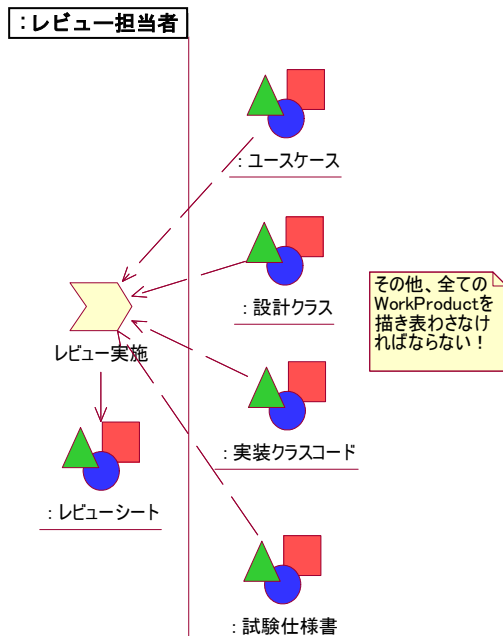 ：レビュー担当者
：ユースケース
：設計クラス
その他、全ての
WorkProductを
描き表わさなけ
ればならない！
レビュー実施
：実装クラスコード
：レビューシート
：試験仕様書